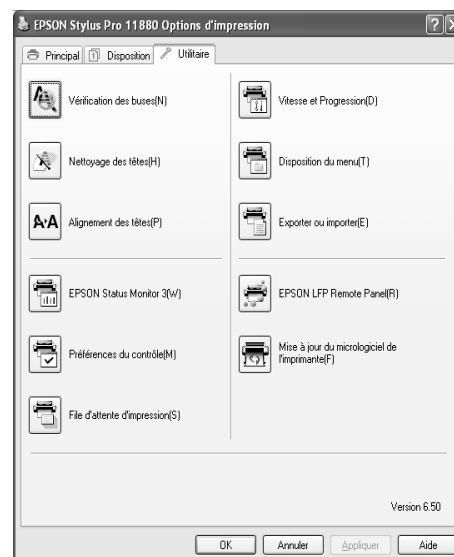 EPSON Stylus Pro 11880 Options d'impression
Principal Disposition Utilitaire
Vérification des buses(N)
Vitesse et Progression(D)
Nettoyage des têtes(H)
Disposition du menu(T)
Alignement des têtes(P)
Exporter ou importer(E)
EPSON Status Monitor 3(W)
EPSON LFP Remote Panel(R)
Préférences du contrôle(M)
Mise à jour du micrologiciel de
l'imprimante(F)
File d'attente d'impression(S)
Version 6.50
OK Annuler Appliquer Aide